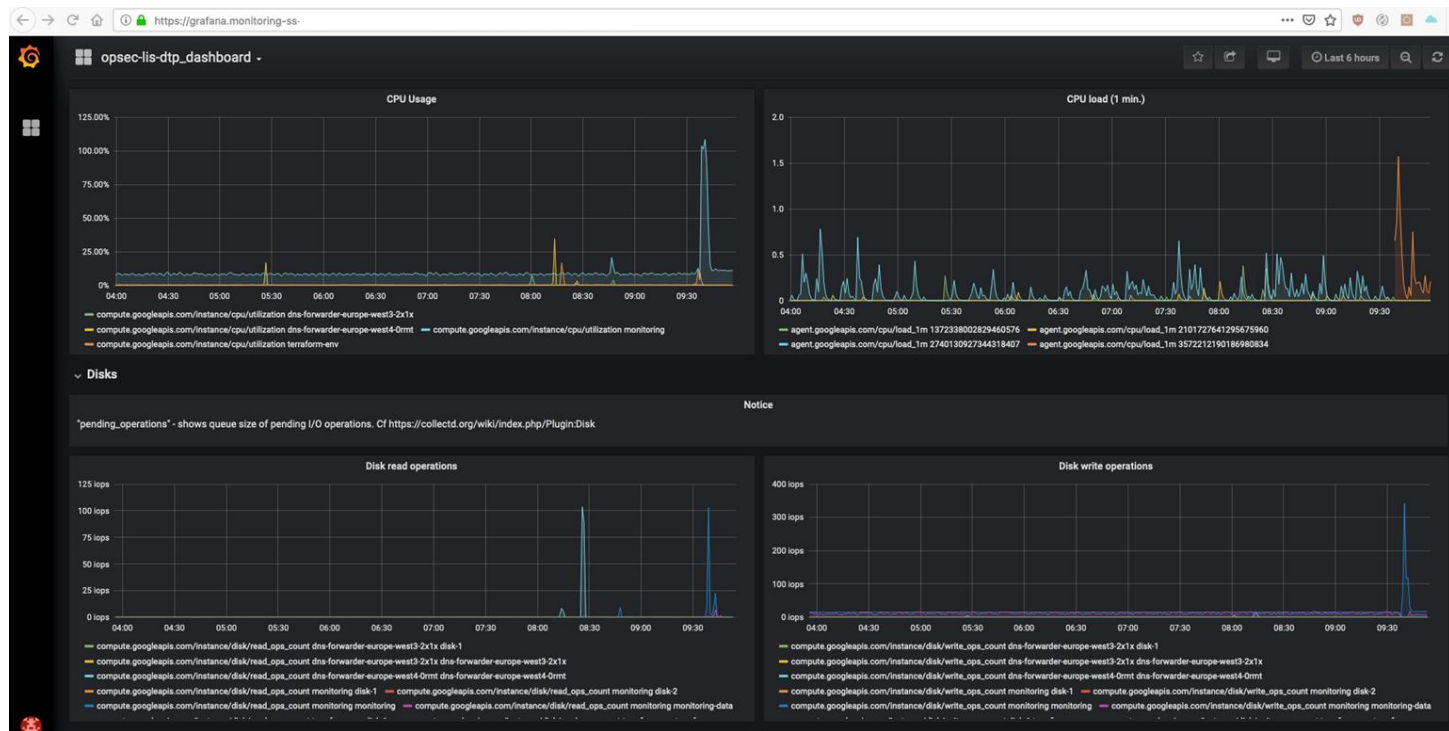 https://grafana.monitoring-ss-
opsec-lis-dtp_dashboard
Last 6 hours
CPU Usage
125.00%
100.00%
75.00%
50.00%
25.00%
0%
04:00 04:30 05:00 05:30 06:00 06:30 07:00 07:30 08:00 08:30 09:00 09:30
compute.googleapis.com/instance/cpu/utilization dns-forwarder-europe-west3-2x1x
compute.googleapis.com/instance/cpu/utilization dns-forwarder-europe-west4-0rmt compute.googleapis.com/instance/cpu/utilization monitoring
compute.googleapis.com/instance/cpu/utilization terraform-env
CPU load (1 min.)
2.0
1.5
1.0
0.5
0
04:00 04:30 05:00 05:30 06:00 06:30 07:00 07:30 08:00 08:30 09:00 09:30
agent.googleapis.com/cpu/load_1m 1372338002829460576 agent.googleapis.com/cpu/load_1m 2101727641295675960
agent.googleapis.com/cpu/load_1m 2740130927344318407 agent.googleapis.com/cpu/load_1m 3572212190186980834
Disks
Notice
"pending_operations" - shows queue size of pending I/O operations. Cf https://collectd.org/wiki/index.php/Plugin:Disk
Disk read operations
125 iops
100 iops
75 iops
50 iops
25 iops
0 iops
04:00 04:30 05:00 05:30 06:00 06:30 07:00 07:30 08:00 08:30 09:00 09:30
compute.googleapis.com/instance/disk/read_ops_count dns-forwarder-europe-west3-2x1x disk-1
compute.googleapis.com/instance/disk/read_ops_count dns-forwarder-europe-west3-2x1x dns-forwarder-europe-west3-2x1x
compute.googleapis.com/instance/disk/read_ops_count dns-forwarder-europe-west4-0rmt dns-forwarder-europe-west4-0rmt
compute.googleapis.com/instance/disk/read_ops_count monitoring disk-1 compute.googleapis.com/instance/disk/read_ops_count monitoring disk-2
compute.googleapis.com/instance/disk/read_ops_count monitoring monitoring compute.googleapis.com/instance/disk/read_ops_count monitoring monitoring-data
Disk write operations
400 iops
300 iops
200 iops
100 iops
0 iops
04:00 04:30 05:00 05:30 06:00 06:30 07:00 07:30 08:00 08:30 09:00 09:30
compute.googleapis.com/instance/disk/write_ops_count dns-forwarder-europe-west3-2x1x disk-1
compute.googleapis.com/instance/disk/write_ops_count dns-forwarder-europe-west3-2x1x dns-forwarder-europe-west3-2x1x
compute.googleapis.com/instance/disk/write_ops_count dns-forwarder-europe-west4-0rmt dns-forwarder-europe-west4-0rmt
compute.googleapis.com/instance/disk/write_ops_count monitoring disk-1 compute.googleapis.com/instance/disk/write_ops_count monitoring disk-2
compute.googleapis.com/instance/disk/write_ops_count monitoring monitoring compute.googleapis.com/instance/disk/write_ops_count monitoring monitoring-data